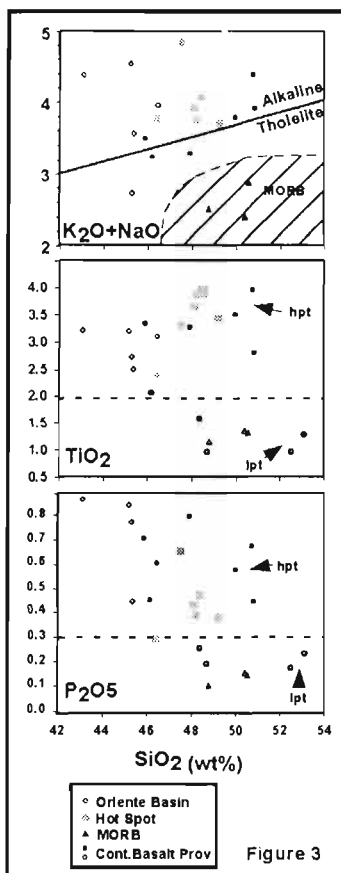 5
4
3
2
Alkaline
Tholeiite
MORB
K2O+NaO
4.0
3.5
3.0
2.5
2.0
1.5
1.0
0.5
hpt
lpt
TiO2
0.8
0.7
0.6
0.5
0.4
0.3
0.2
0.1
0.0
hpt
lpt
P2O5
42 44 46 48 50 52 54
SiO2 (wt%)
Oriente Basin
Hot Spot
MORB
Cont.Basalt Prov
Figure 3